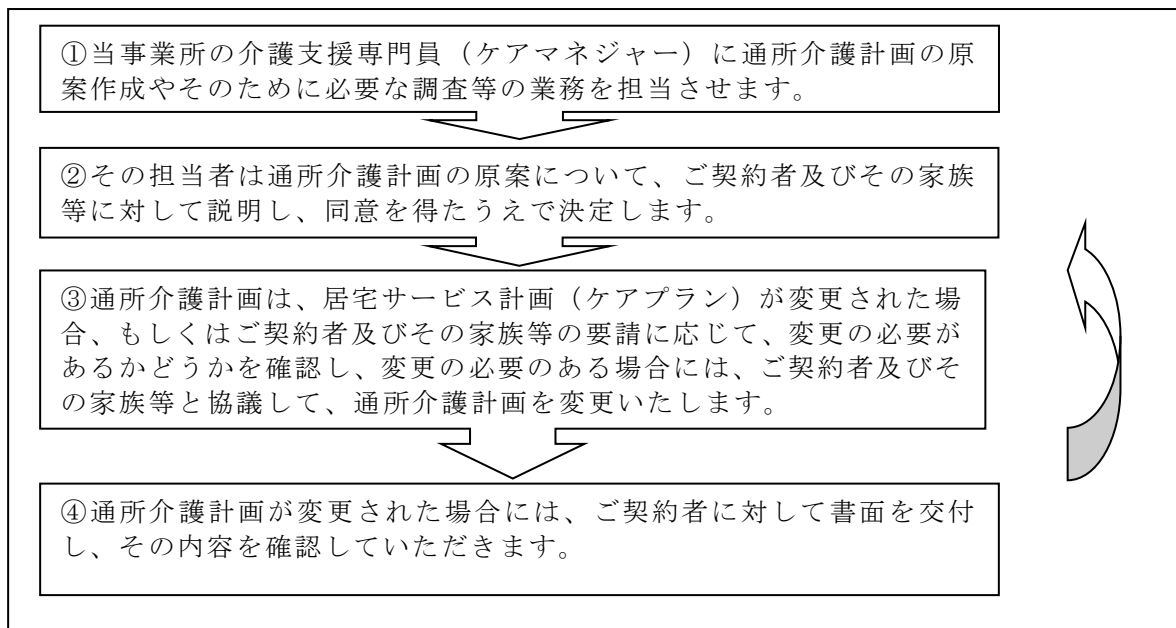 ①当事業所の介護支援専門員（ケアマネジャー）に通所介護計画の原
案作成やそのために必要な調査等の業務を担当させます。
②その担当者は通所介護計画の原案について、ご契約者及びその家族
等に対して説明し、同意を得たうえで決定します。
③通所介護計画は、居宅サービス計画（ケアプラン）が変更された場
合、もしくはご契約者及びその家族等の要請に応じて、変更の必要が
あるかどうかを確認し、変更の必要のある場合には、ご契約者及びそ
の家族等と協議して、通所介護計画を変更いたします。
④通所介護計画が変更された場合には、ご契約者に対して書面を交付
し、その内容を確認していただきます。